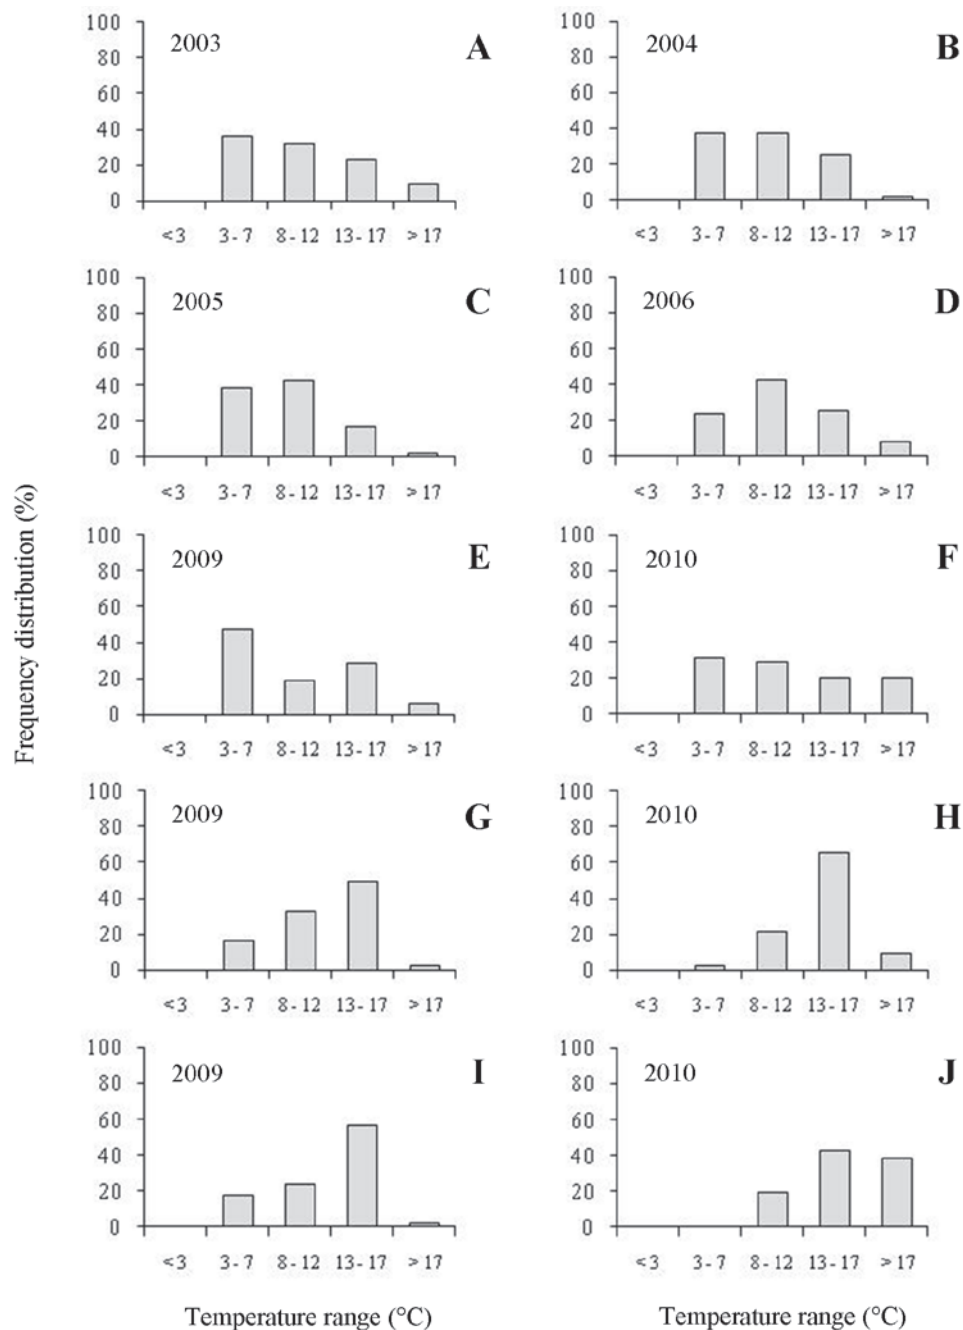 Frequency distribution (%)
100 2003 A
80
60
40
20
0
<3 3-7 8-12 13-17 >17
100 2004 B
80
60
40
20
0
<3 3-7 8-12 13-17 >17
100 2005 C
80
60
40
20
0
<3 3-7 8-12 13-17 >17
100 2006 D
80
60
40
20
0
<3 3-7 8-12 13-17 >17
100 2009 E
80
60
40
20
0
<3 3-7 8-12 13-17 >17
100 2010 F
80
60
40
20
0
<3 3-7 8-12 13-17 >17
100 2009 G
80
60
40
20
0
<3 3-7 8-12 13-17 >17
100 2010 H
80
60
40
20
0
<3 3-7 8-12 13-17 >17
100 2009 I
80
60
40
20
0
<3 3-7 8-12 13-17 >17
100 2010 J
80
60
40
20
0
<3 3-7 8-12 13-17 >17
Temperature range (°C) Temperature range (°C)